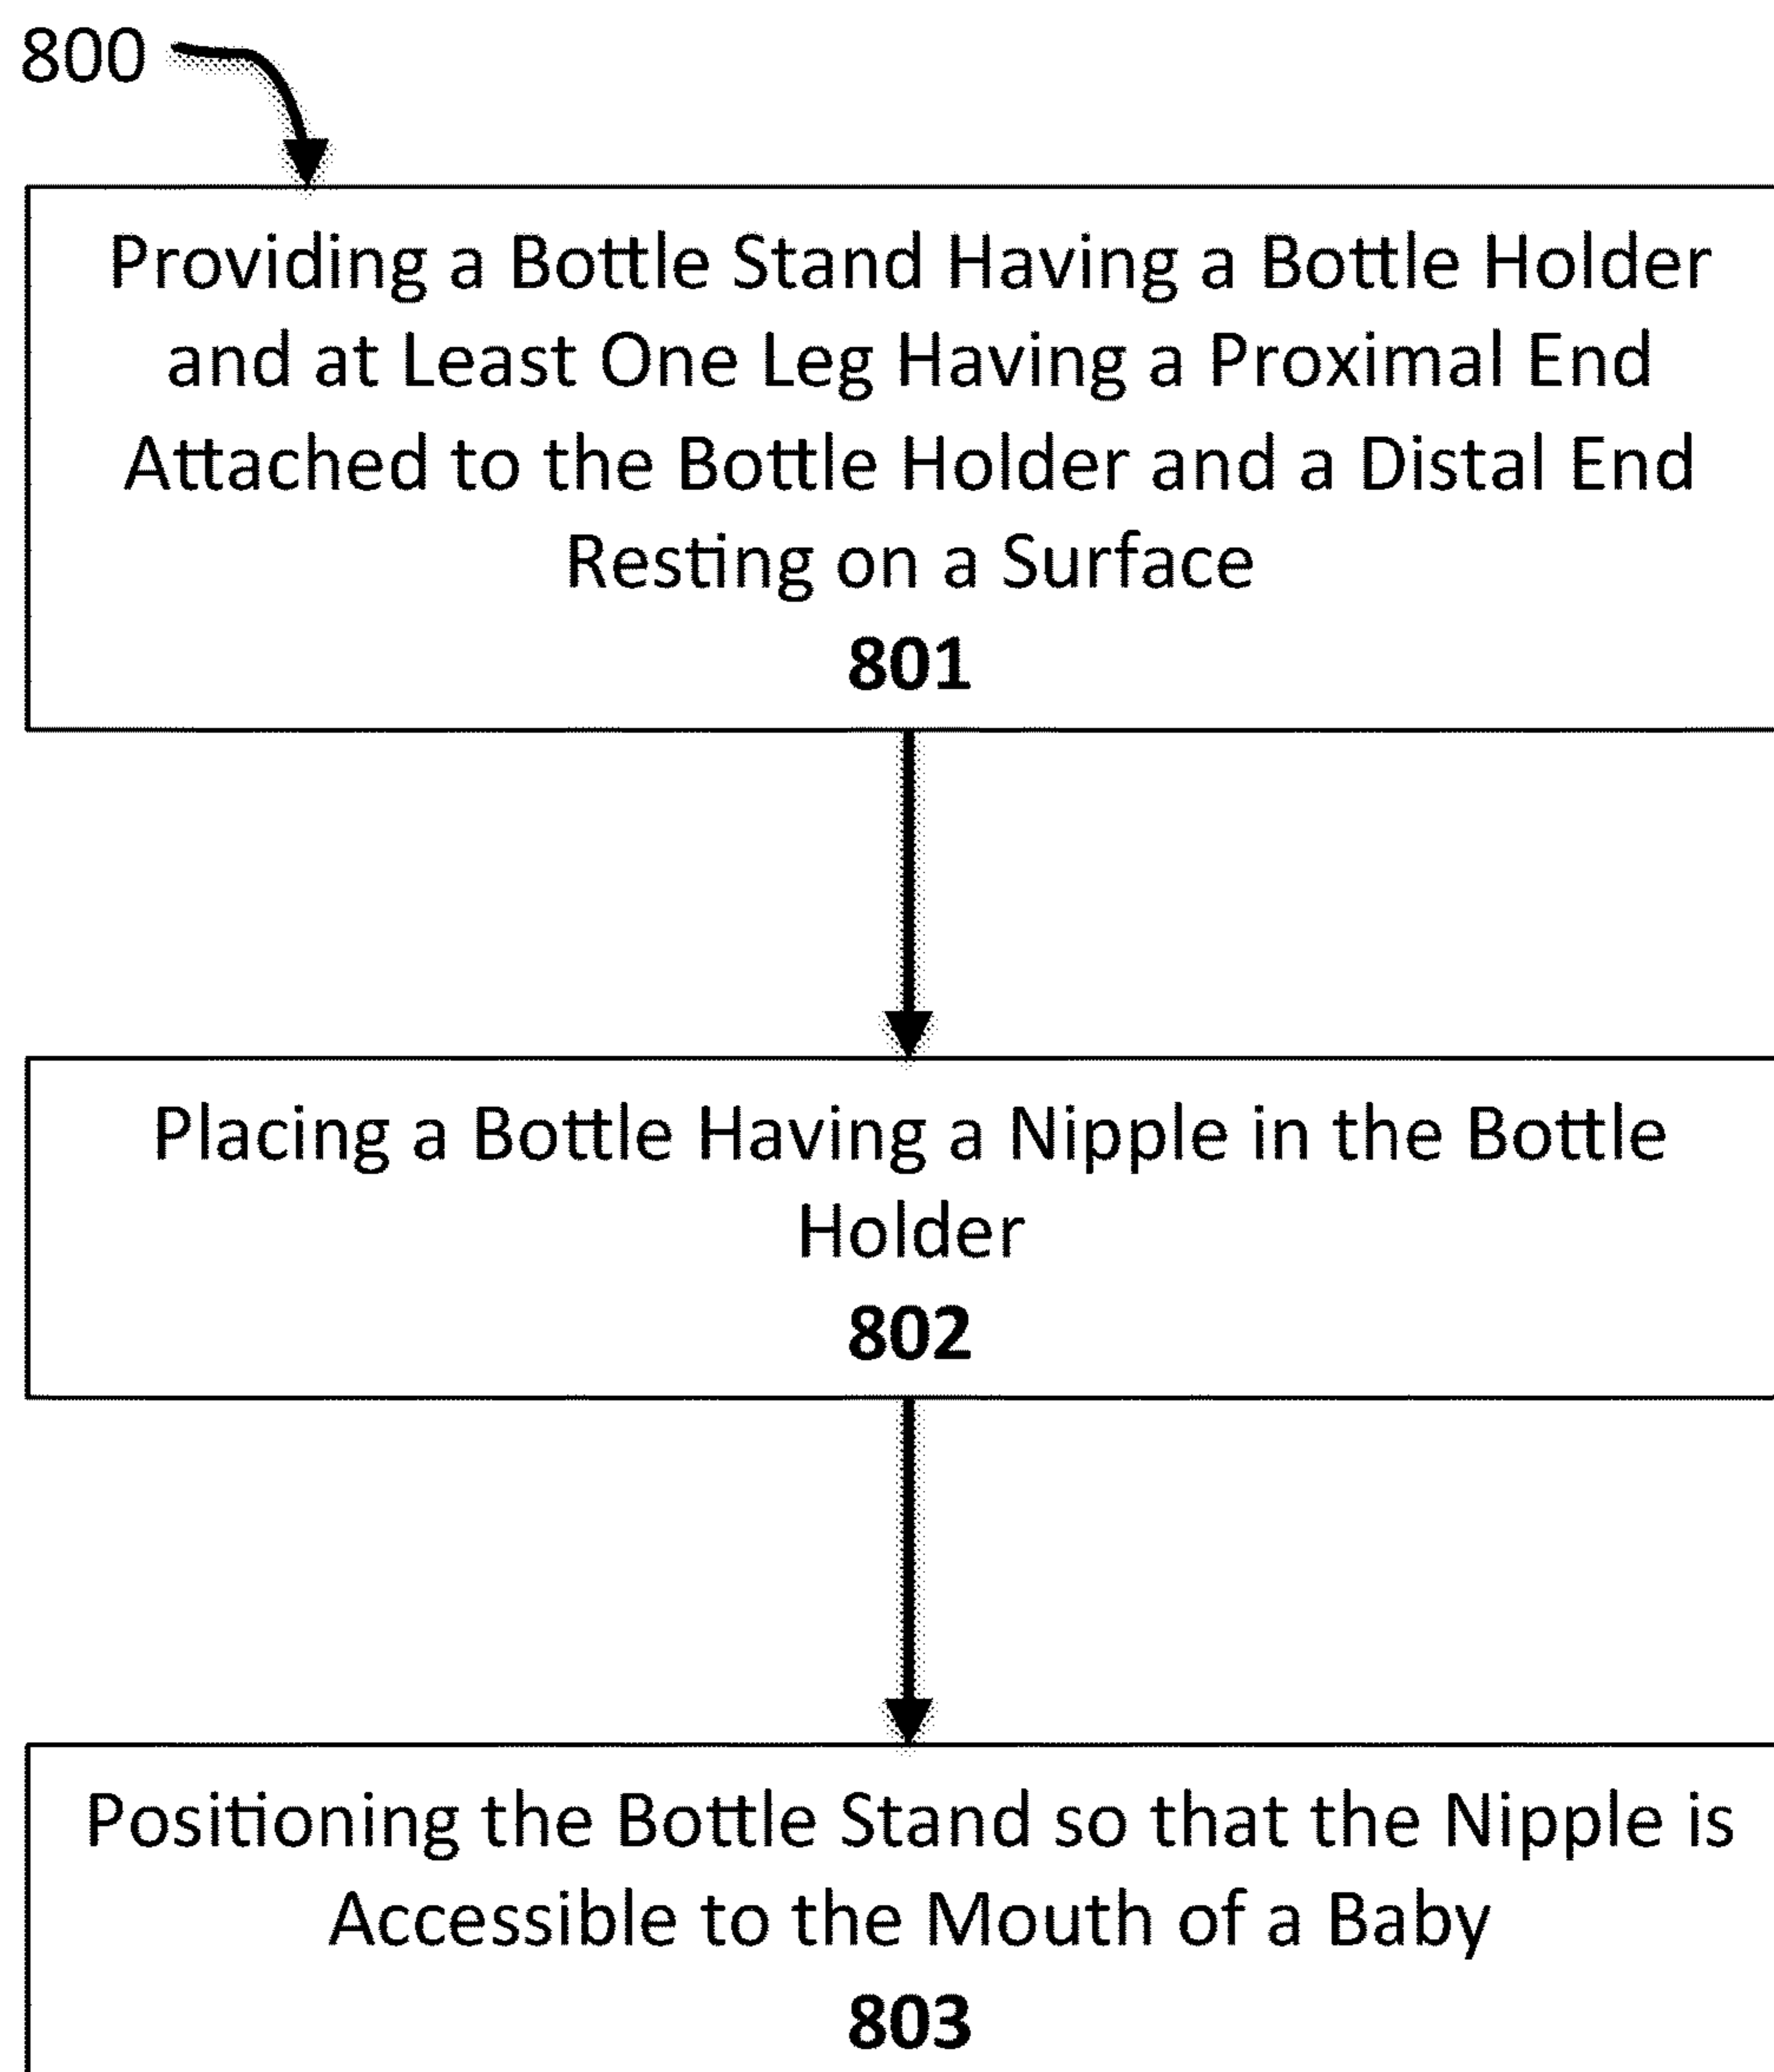 800
Providing a Bottle Stand Having a Bottle Holder
and at Least One Leg Having a Proximal End
Attached to the Bottle Holder and a Distal End
Resting on a Surface
801
Placing a Bottle Having a Nipple in the Bottle
Holder
802
Positioning the Bottle Stand so that the Nipple is
Accessible to the Mouth of a Baby
803